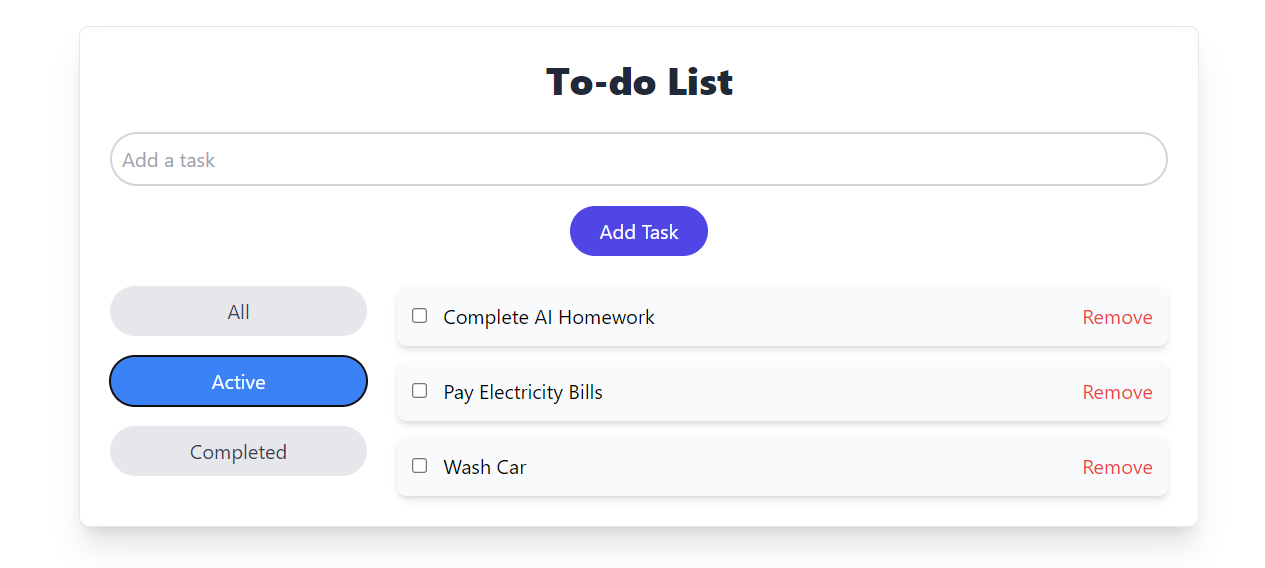 To-do List
Add a task
Add Task
All
Active
Completed
Complete AI Homework Remove
Pay Electricity Bills Remove
Wash Car Remove